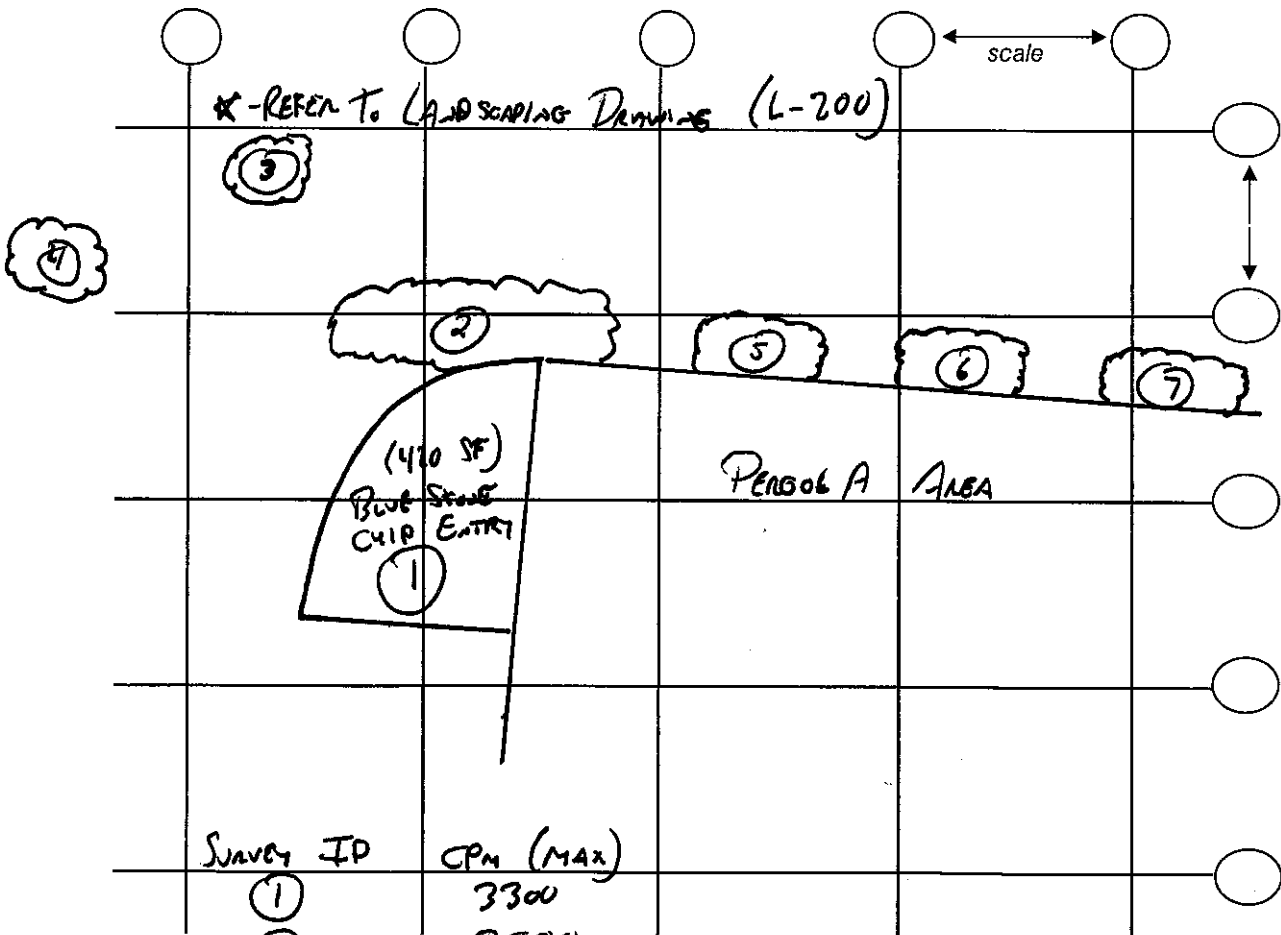 scale
* - REFER TO LANDSCAPING DRAWING (L-200)
3
4
2
5
6
7
(420 SF)
BLUE STONE
CHIP ENTRY
1
PERGOLA AREA
SURVEY ID CPM (MAX)
1 3300